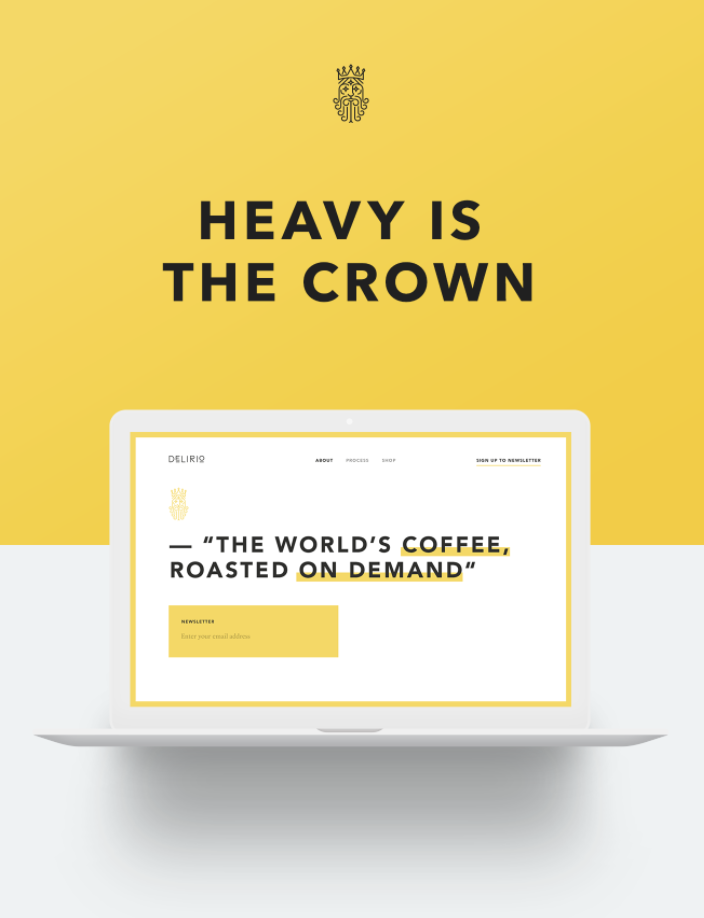 HEAVY IS
THE CROWN
DELIRIO
ABOUT PROCESS SHOP
SIGN UP TO NEWSLETTER
— “THE WORLD’S COFFEE,
ROASTED ON DEMAND“
NEWSLETTER
Enter your email address